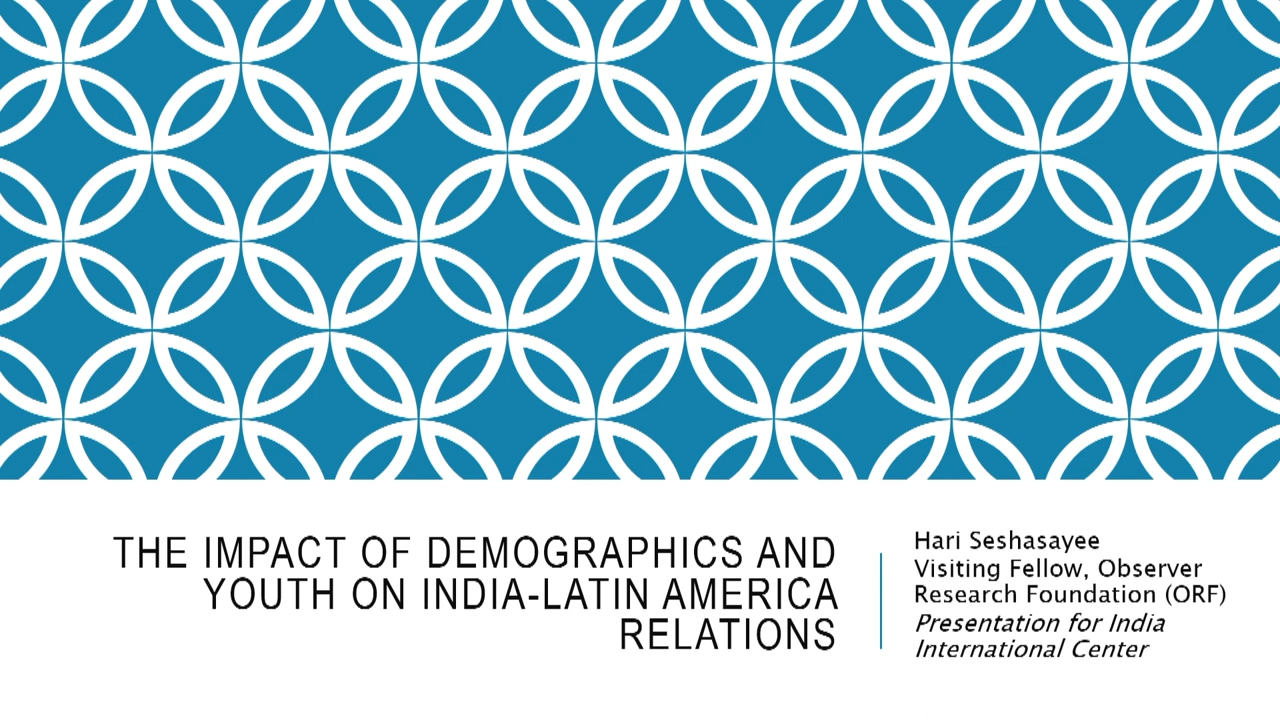 THE IMPACT OF DEMOGRAPHICS AND
YOUTH ON INDIA-LATIN AMERICA
RELATIONS
Hari Seshasayee
Visiting Fellow, Observer
Research Foundation (ORF)
Presentation for India
International Center